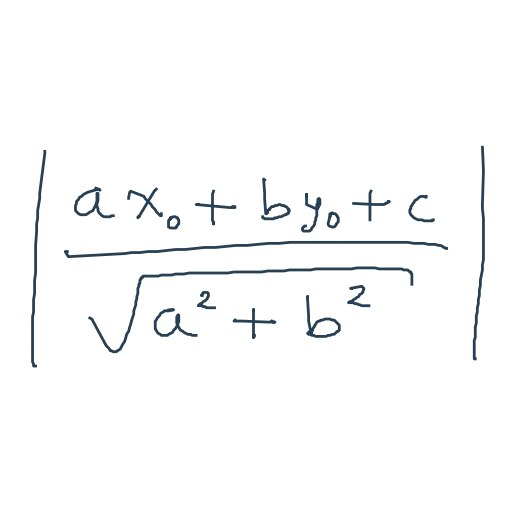 | (ax₀ + by₀ + c) / √(a² + b²) |